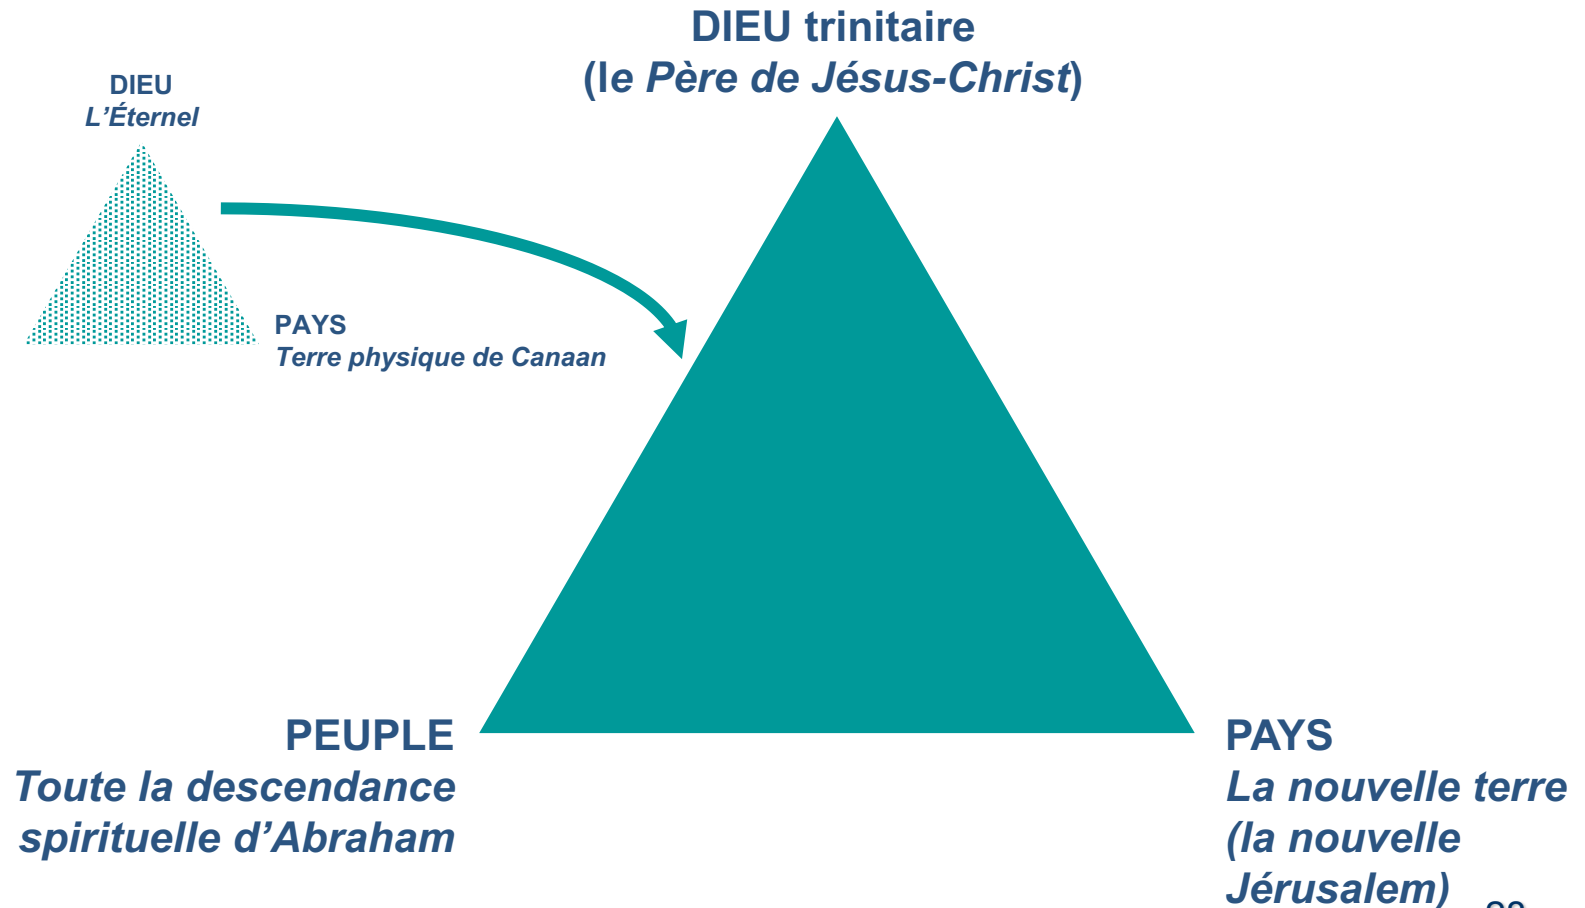 DIEU trinitaire
(le Père de Jésus-Christ)
DIEU
L’Éternel
PAYS
Terre physique de Canaan
PEUPLE
Toute la descendance
spirituelle d’Abraham
PAYS
La nouvelle terre
(la nouvelle
Jérusalem)